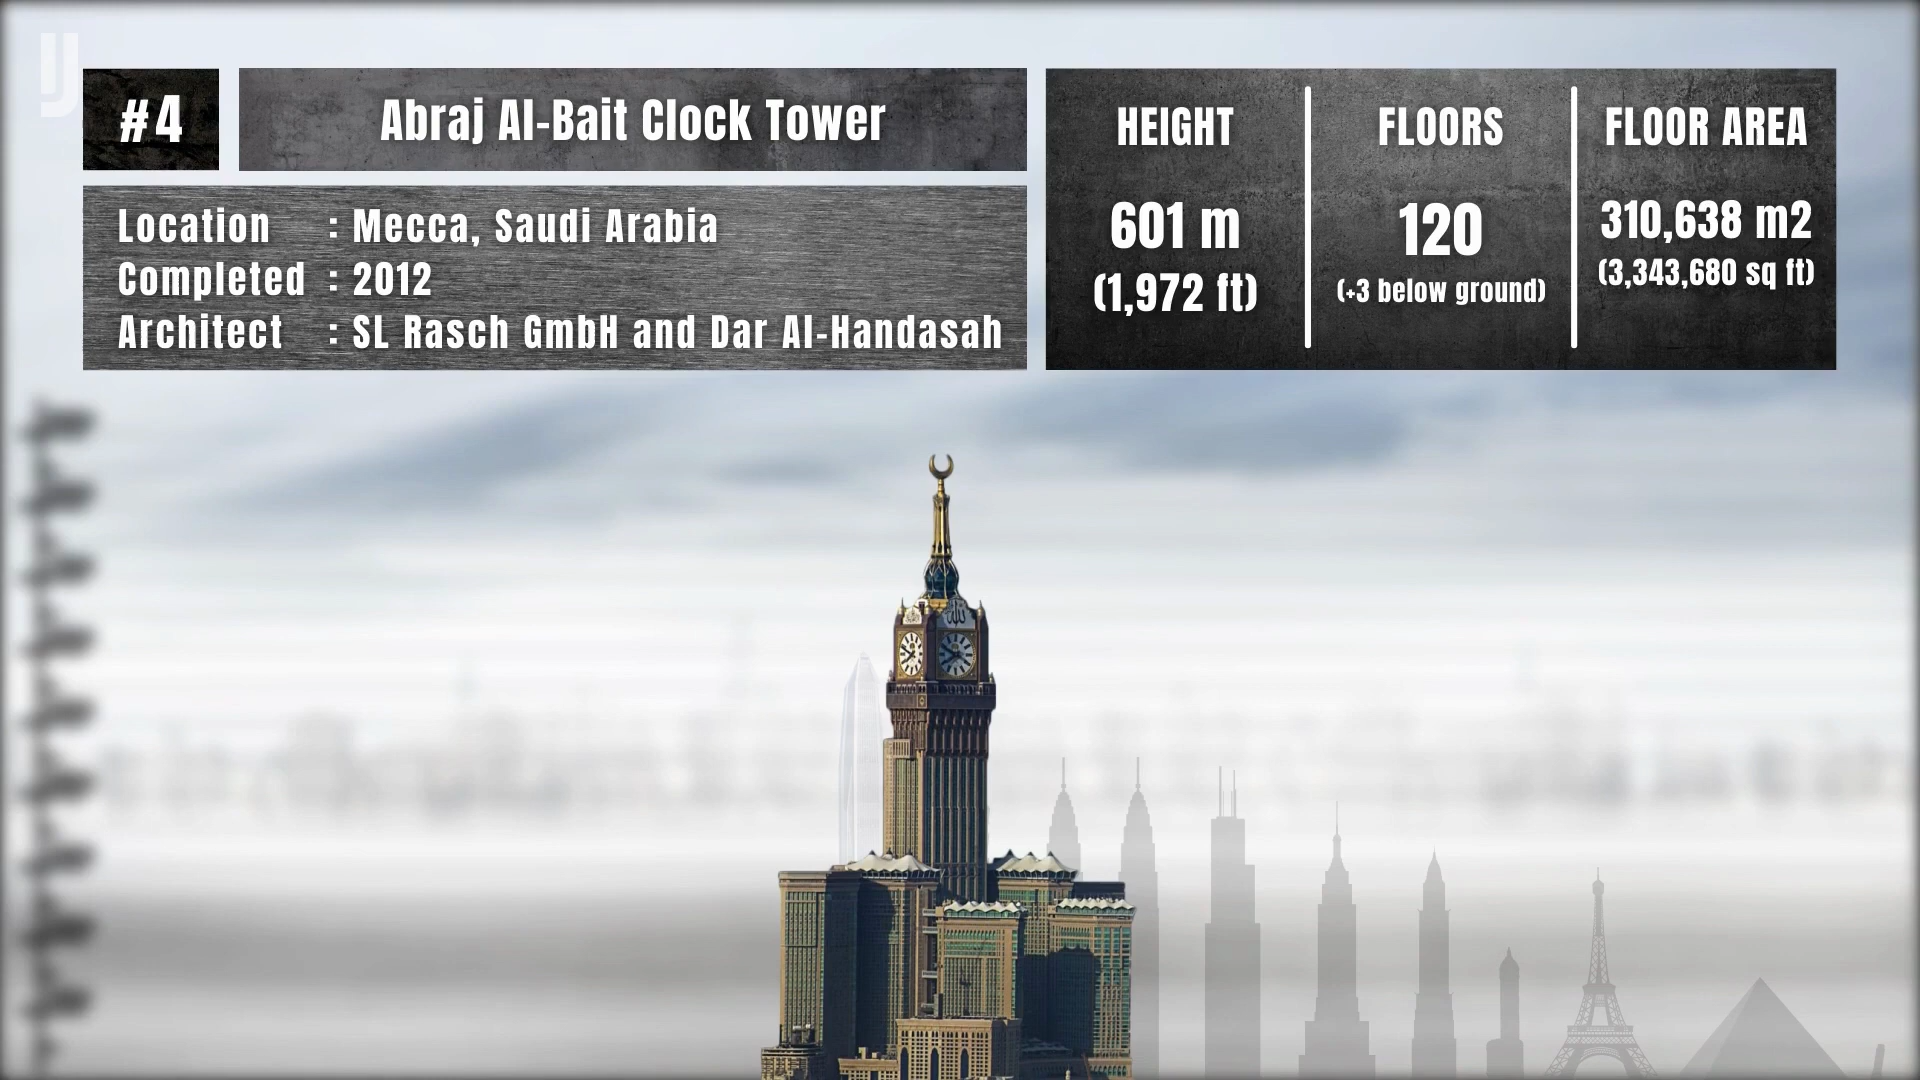 #4
Abraj Al-Bait Clock Tower
Location : Mecca, Saudi Arabia
Completed : 2012
Architect : SL Rasch GmbH and Dar Al-Handasah
HEIGHT
601 m
(1,972 ft)
FLOORS
120
(+3 below ground)
FLOOR AREA
310,638 m2
(3,343,680 sq ft)